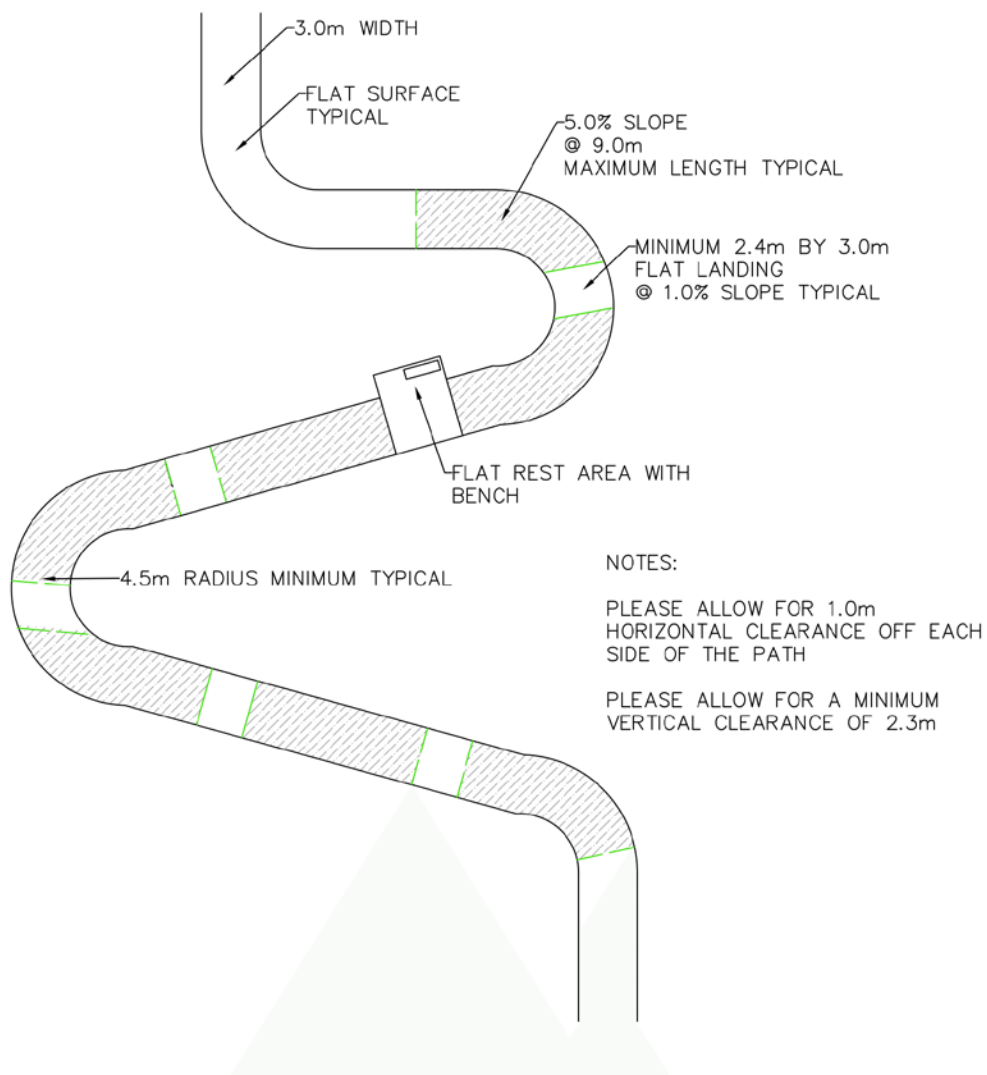 3.0m WIDTH
FLAT SURFACE
TYPICAL
5.0% SLOPE
@ 9.0m
MAXIMUM LENGTH TYPICAL
MINIMUM 2.4m BY 3.0m
FLAT LANDING
@ 1.0% SLOPE TYPICAL
FLAT REST AREA WITH
BENCH
4.5m RADIUS MINIMUM TYPICAL
NOTES:
PLEASE ALLOW FOR 1.0m
HORIZONTAL CLEARANCE OFF EACH
SIDE OF THE PATH
PLEASE ALLOW FOR A MINIMUM
VERTICAL CLEARANCE OF 2.3m